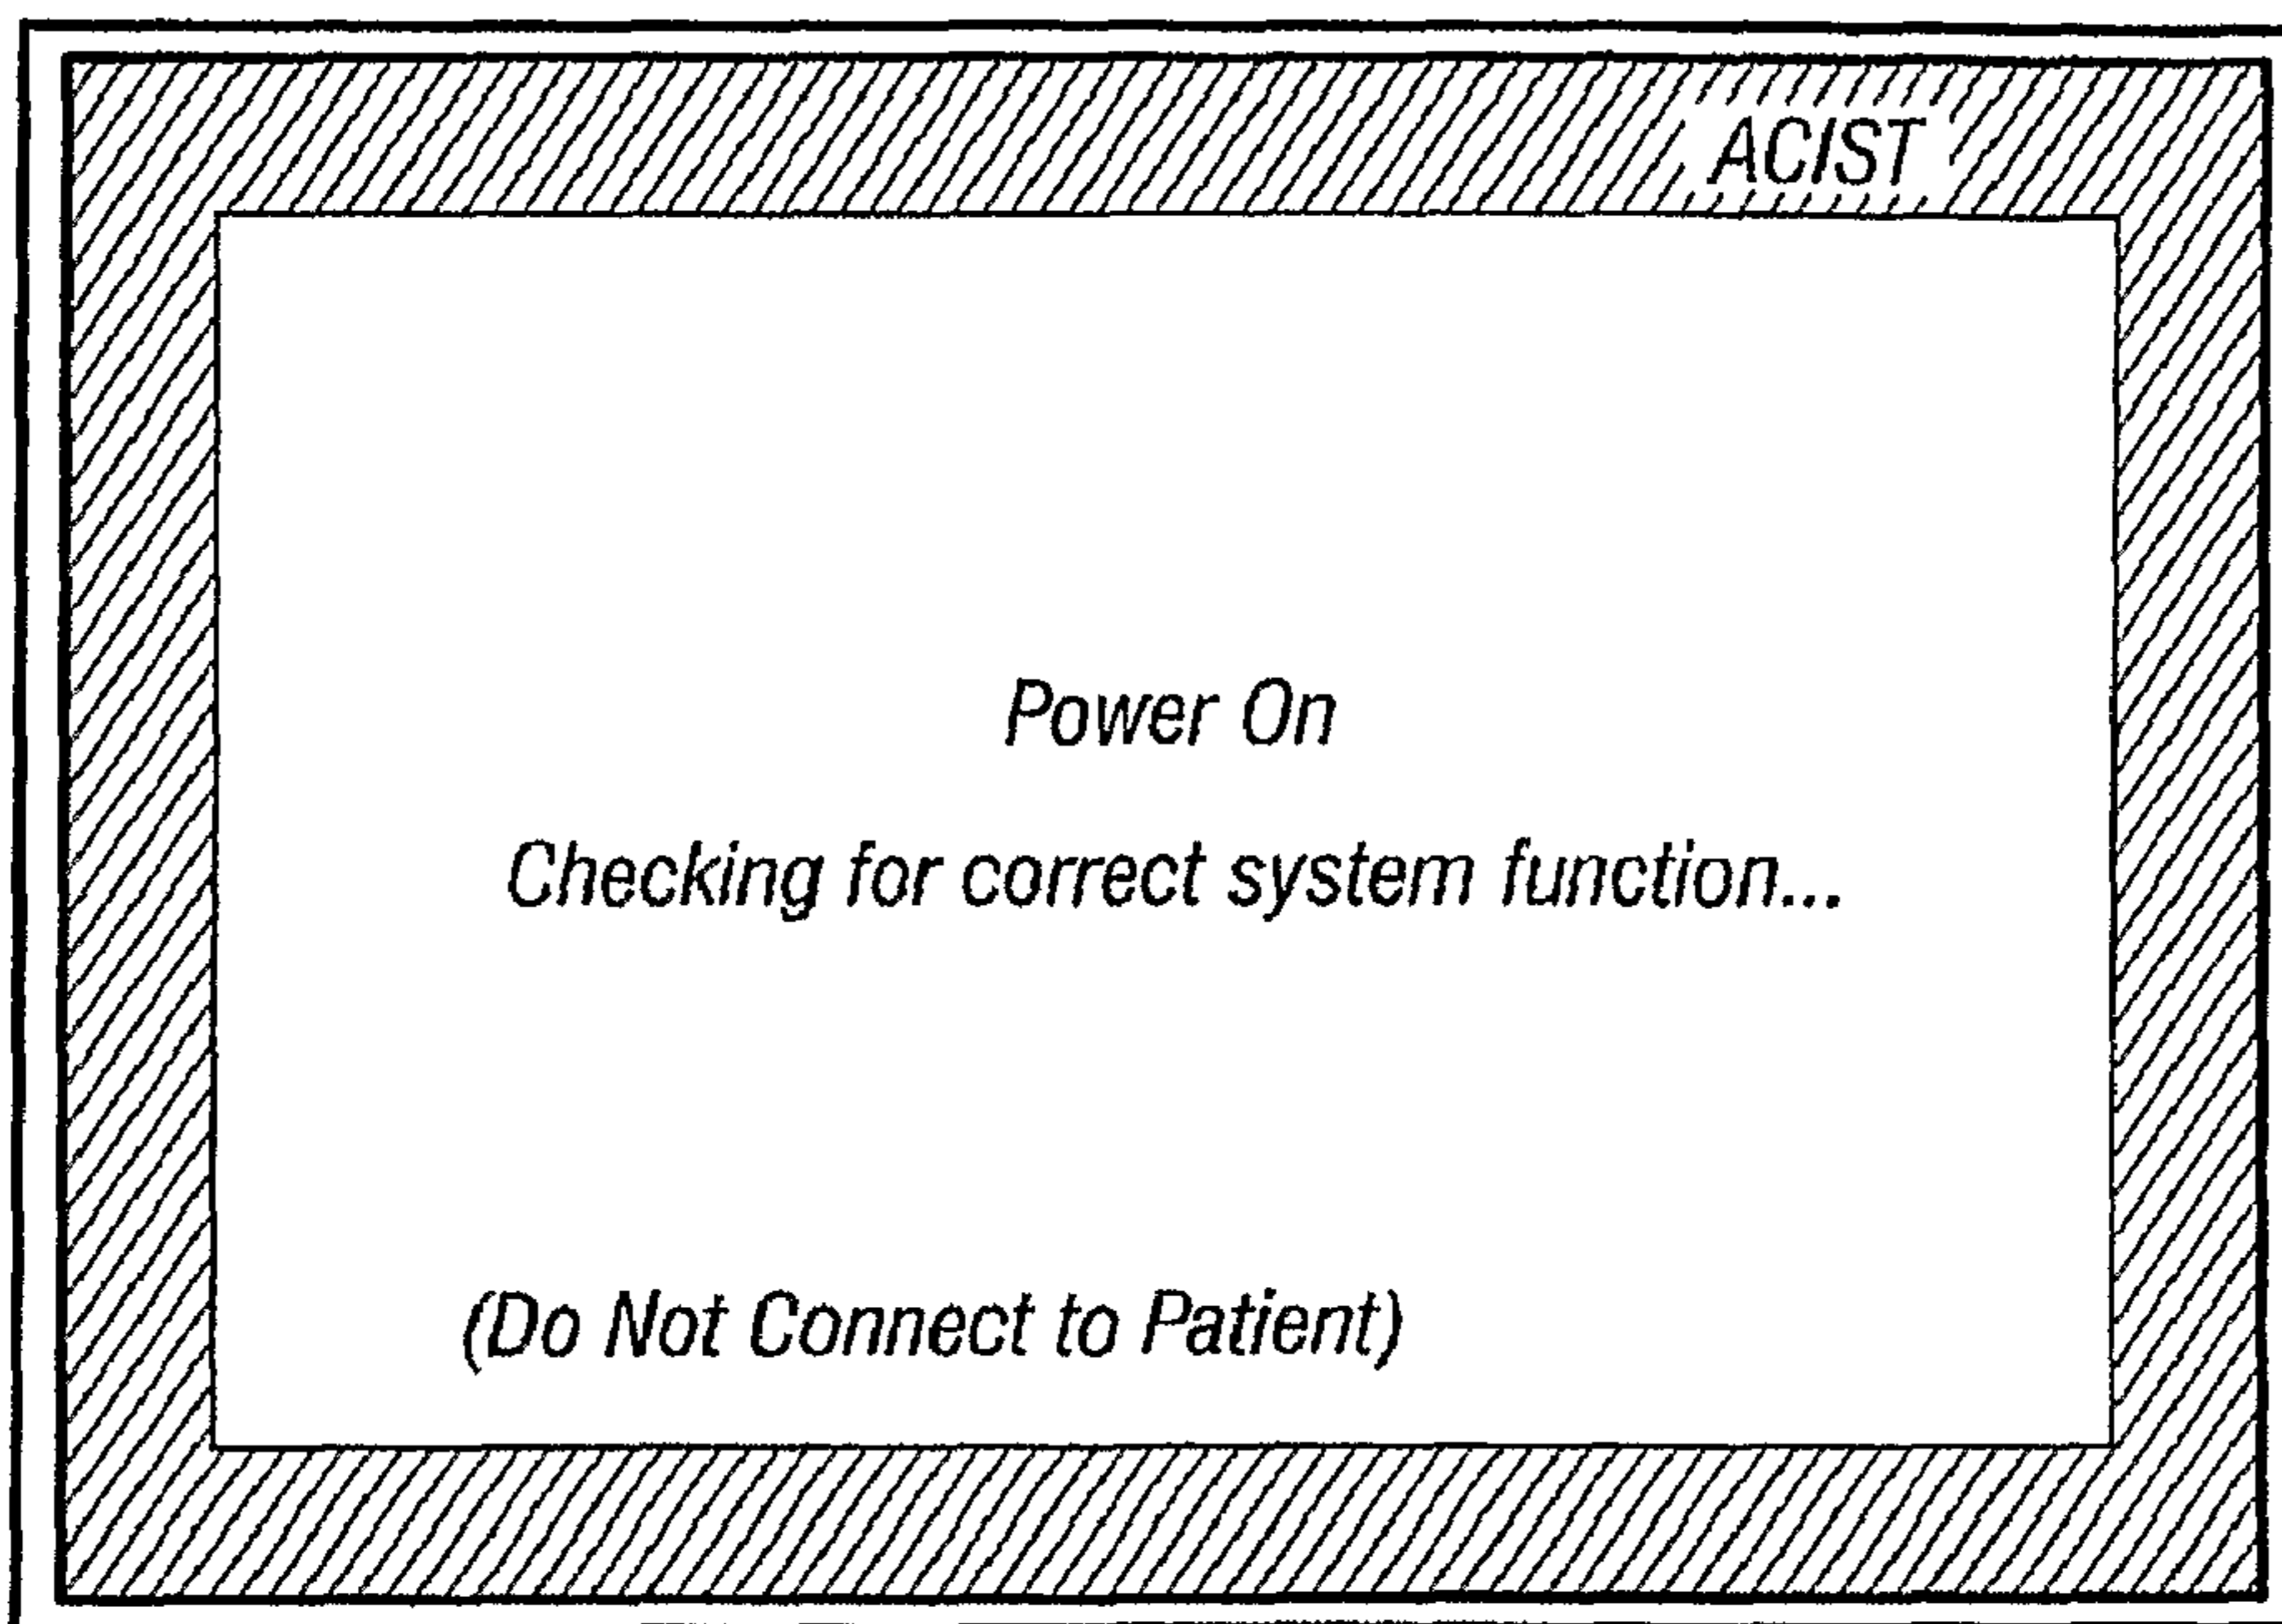 ACIST
Power On
Checking for correct system function...
(Do Not Connect to Patient)